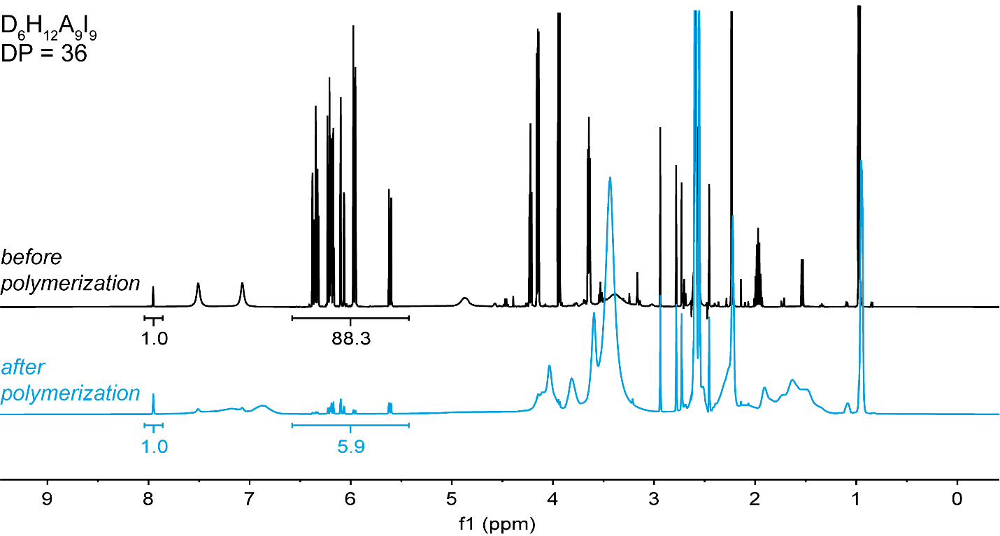 D₆H₁₂A₉I₉
DP = 36
before
polymerization
1.0 88.3
after
polymerization
1.0 5.9
9 8 7 6 5 4 3 2 1 0
f1 (ppm)